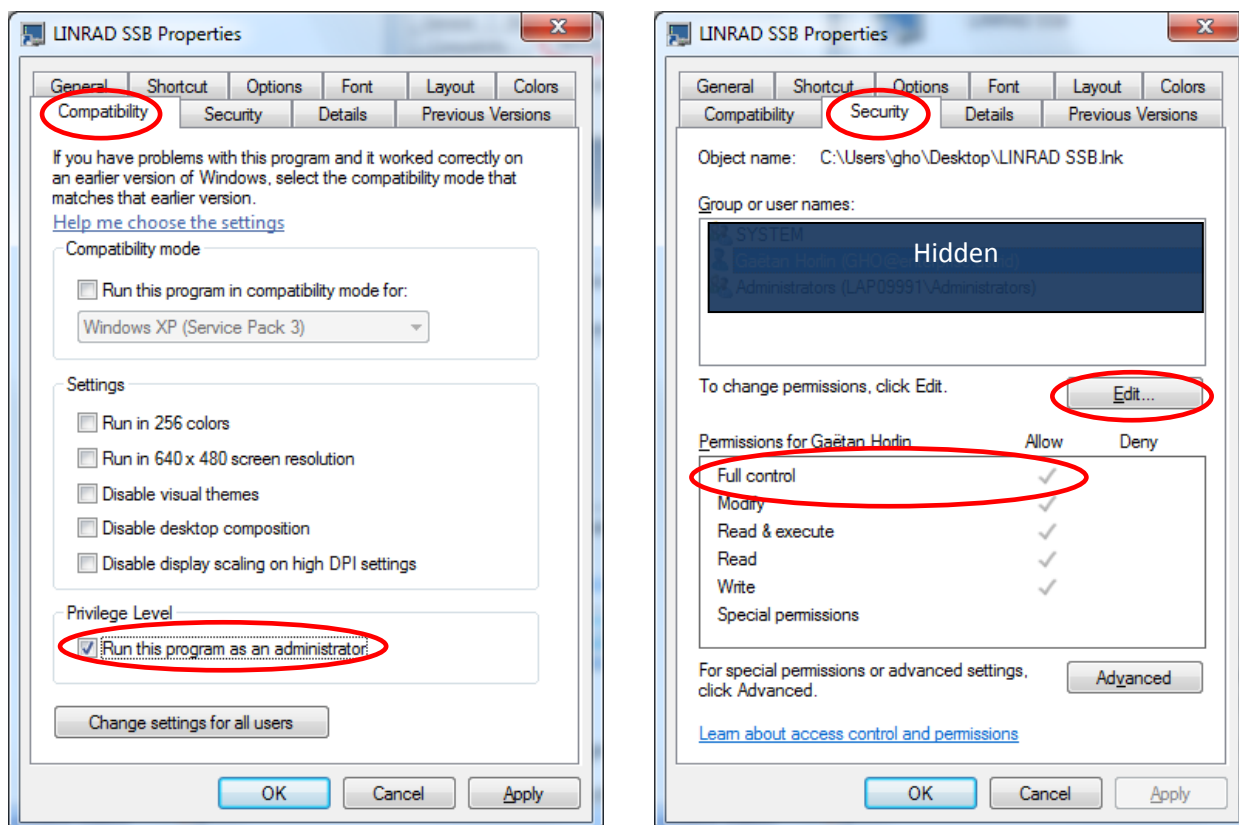 LINRAD SSB Properties
General Shortcut Options Font Layout Colors
Compatibility Security Details Previous Versions
If you have problems with this program and it worked correctly on
an earlier version of Windows, select the compatibility mode that
matches that earlier version.
Help me choose the settings
Compatibility mode
Run this program in compatibility mode for:
Windows XP (Service Pack 3)
Settings
Run in 256 colors
Run in 640 x 480 screen resolution
Disable visual themes
Disable desktop composition
Disable display scaling on high DPI settings
Privilege Level
Run this program as an administrator
Change settings for all users
OK Cancel Apply
LINRAD SSB Properties
General Shortcut Options Font Layout Colors
Compatibility Security Details Previous Versions
Object name: C:\Users\gho\Desktop\LINRAD SSB.lnk
Group or user names:
Hidden
To change permissions, click Edit.
Edit...
Permissions for Gaëtan Horlin Allow Deny
Full control
Modify
Read & execute
Read
Write
Special permissions
For special permissions or advanced settings,
click Advanced.
Advanced
Learn about access control and permissions
OK Cancel Apply